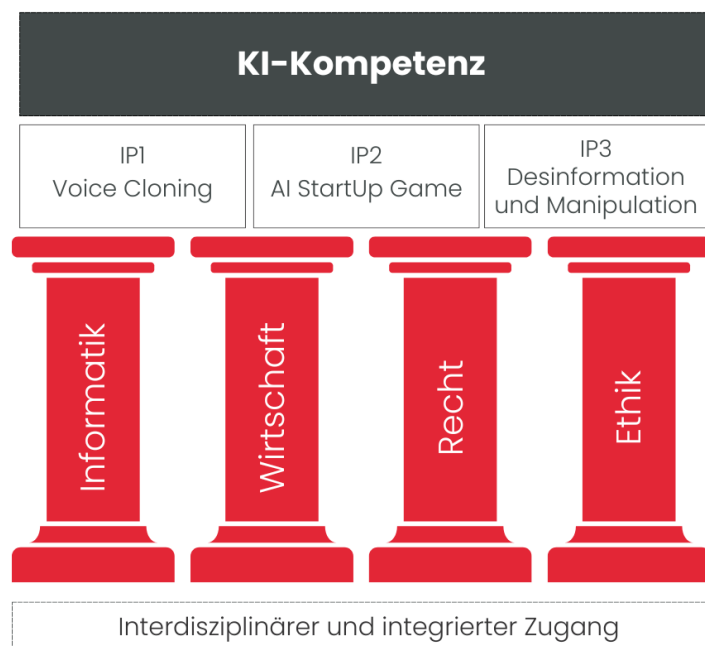 KI-Kompetenz
IP1
Voice Cloning
IP2
AI StartUp Game
IP3
Desinformation
und Manipulation
Informatik
Wirtschaft
Recht
Ethik
Interdisziplinärer und integrierter Zugang